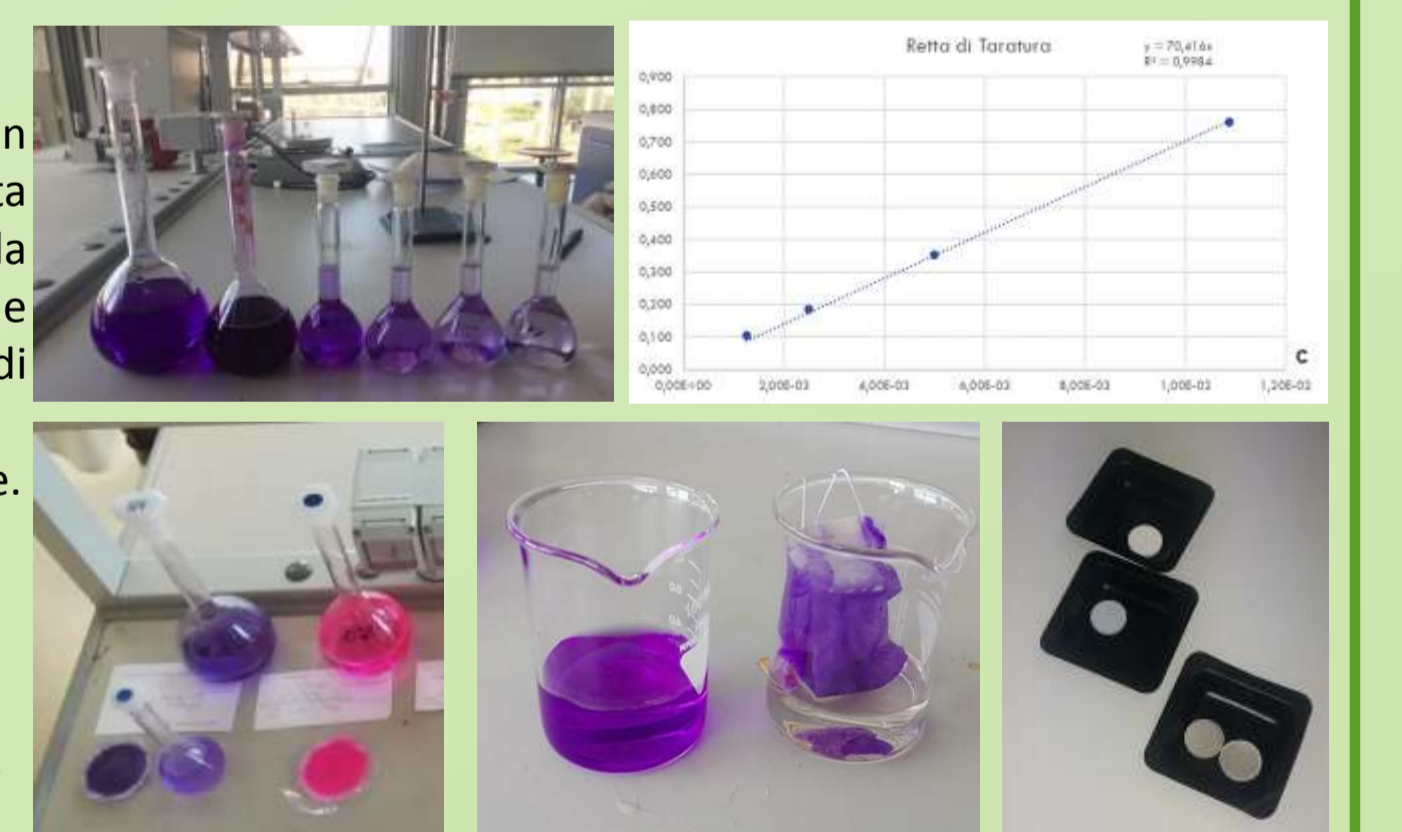 n
ta
la
e
di
e.
Retta di Taratura
y = 70,416x
R² = 0,9984
0,900
0,800
0,700
0,600
0,500
0,400
0,300
0,200
0,100
0,000
0,00E+00 2,00E-03 4,00E-03 6,00E-03 8,00E-03 1,00E-02 1,20E-02
C